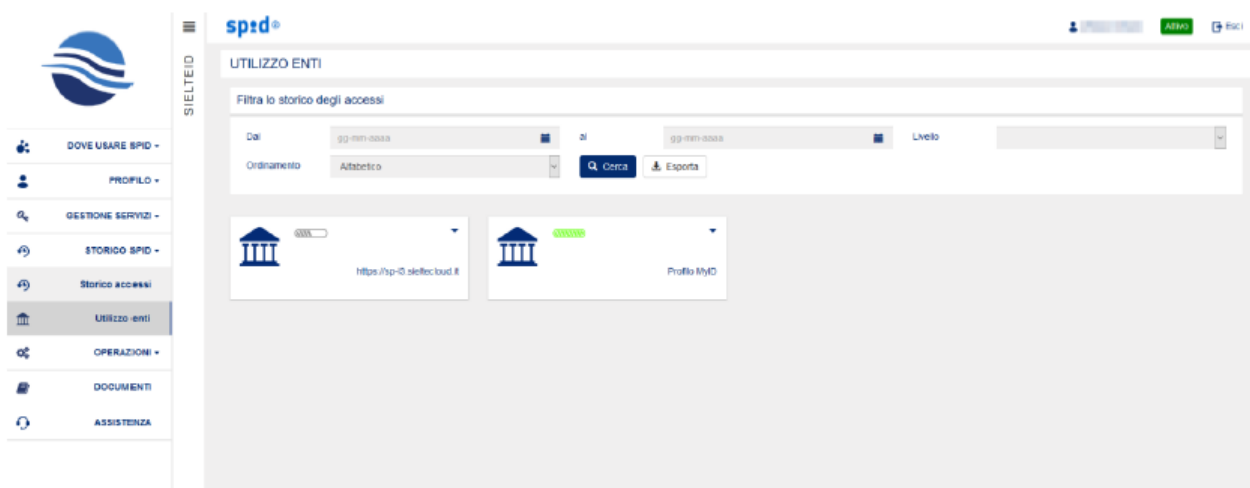 spid
Attivo Esci
SIELTEID
UTILIZZO ENTI
Filtra lo storico degli accessi
Dal gg-mm-aaaa al gg-mm-aaaa Livello
Ordinamento Alfabetico Cerca Esporta
DOVE USARE SPID
PROFILO
GESTIONE SERVIZI
STORICO SPID
Storico accessi
Utilizzo enti
OPERAZIONI
DOCUMENTI
ASSISTENZA
https://sp-l3.sieltecloud.it
Profilo MyID